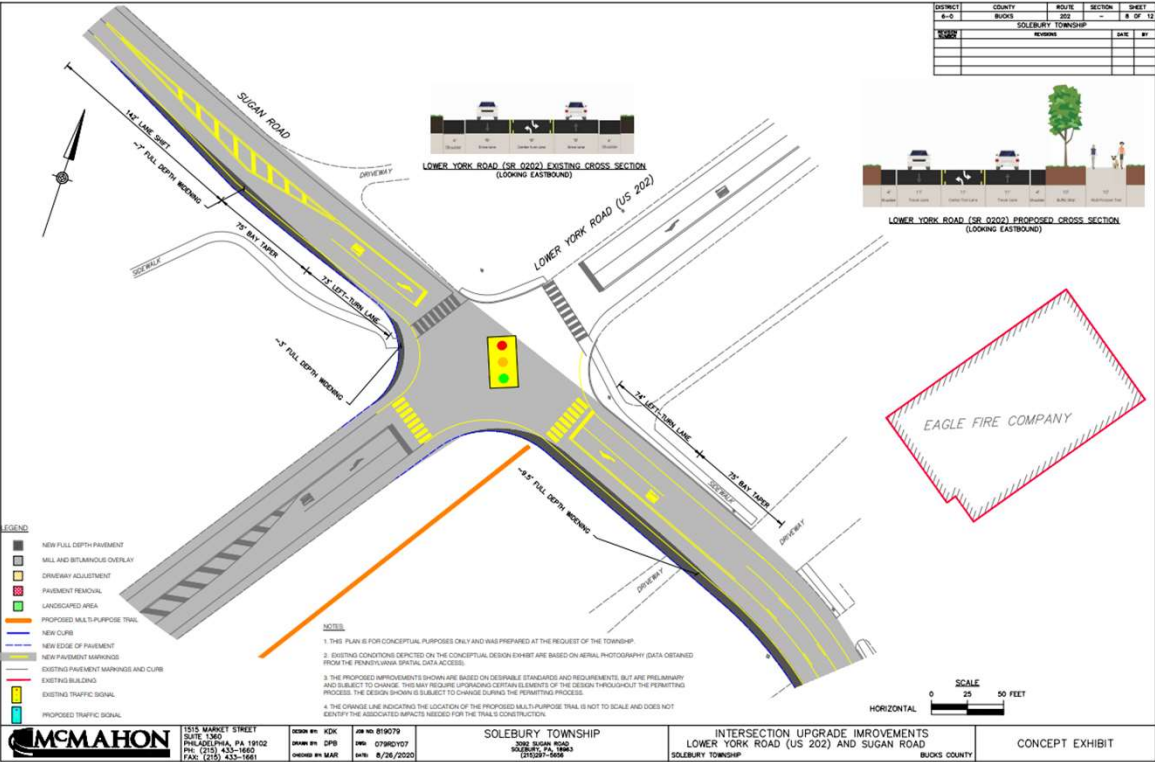 DISTRICT COUNTY ROUTE SECTION SHEET
6-0 BUCKS 202 - 8 OF 12
SOLEBURY TOWNSHIP
REVISION NUMBER REVISIONS DATE BY
SUGAN ROAD
142' LANE SHIFT
~7' FULL DEPTH WIDENING
DRIVEWAY
LOWER YORK ROAD (SR 0202) EXISTING CROSS SECTION
(LOOKING EASTBOUND)
LOWER YORK ROAD (SR 0202) PROPOSED CROSS SECTION
(LOOKING EASTBOUND)
LOWER YORK ROAD (US 202)
SIDEWALK
75' BAY TAPER
73' LEFT-TURN LANE
~3' FULL DEPTH WIDENING
74' LEFT-TURN LANE
75' BAY TAPER
SIDEWALK
DRIVEWAY
DRIVEWAY
~9.5' FULL DEPTH WIDENING
EAGLE FIRE COMPANY
LEGEND
NEW FULL DEPTH PAVEMENT
MILL AND BITUMINOUS OVERLAY
DRIVEWAY ADJUSTMENT
PAVEMENT REMOVAL
LANDSCAPED AREA
PROPOSED MULTI-PURPOSE TRAIL
NEW CURB
NEW EDGE OF PAVEMENT
NEW PAVEMENT MARKINGS
EXISTING PAVEMENT MARKINGS AND CURB
EXISTING BUILDING
EXISTING TRAFFIC SIGNAL
PROPOSED TRAFFIC SIGNAL
NOTES:
1. THIS PLAN IS FOR CONCEPTUAL PURPOSES ONLY AND WAS PREPARED AT THE REQUEST OF THE TOWNSHIP.
2. EXISTING CONDITIONS DEPICTED ON THE CONCEPTUAL DESIGN EXHIBIT ARE BASED ON AERIAL PHOTOGRAPHY (DATA OBTAINED
FROM THE PENNSYLVANIA SPATIAL DATA ACCESS).
3. THE PROPOSED IMPROVEMENTS SHOWN ARE BASED ON DESIRABLE STANDARDS AND REQUIREMENTS, BUT ARE PRELIMINARY
AND SUBJECT TO CHANGE. THIS MAY REQUIRE UPGRADING CERTAIN ELEMENTS OF THE DESIGN THROUGHOUT THE PERMITTING
PROCESS. THE DESIGN SHOWN IS SUBJECT TO CHANGE DURING THE PERMITTING PROCESS.
4. THE ORANGE LINE INDICATING THE LOCATION OF THE PROPOSED MULTI-PURPOSE TRAIL IS NOT TO SCALE AND DOES NOT
IDENTIFY THE ASSOCIATED IMPACTS NEEDED FOR THE TRAIL'S CONSTRUCTION.
SCALE
0 25 50 FEET
HORIZONTAL
McMAHON
1515 MARKET STREET
SUITE 1360
PHILADELPHIA, PA 19102
PH: (215) 433-1660
FAX: (215) 433-1661
DESIGN BY: KDK
DRAWN BY: DPB
CHECKED BY: MAR
JOB NO: 819079
DWG: 079RDY07
DATE: 8/26/2020
SOLEBURY TOWNSHIP
3092 SUGAN ROAD
SOLEBURY, PA, 18963
(215)297-5656
INTERSECTION UPGRADE IMROVEMENTS
LOWER YORK ROAD (US 202) AND SUGAN ROAD
SOLEBURY TOWNSHIP BUCKS COUNTY
CONCEPT EXHIBIT